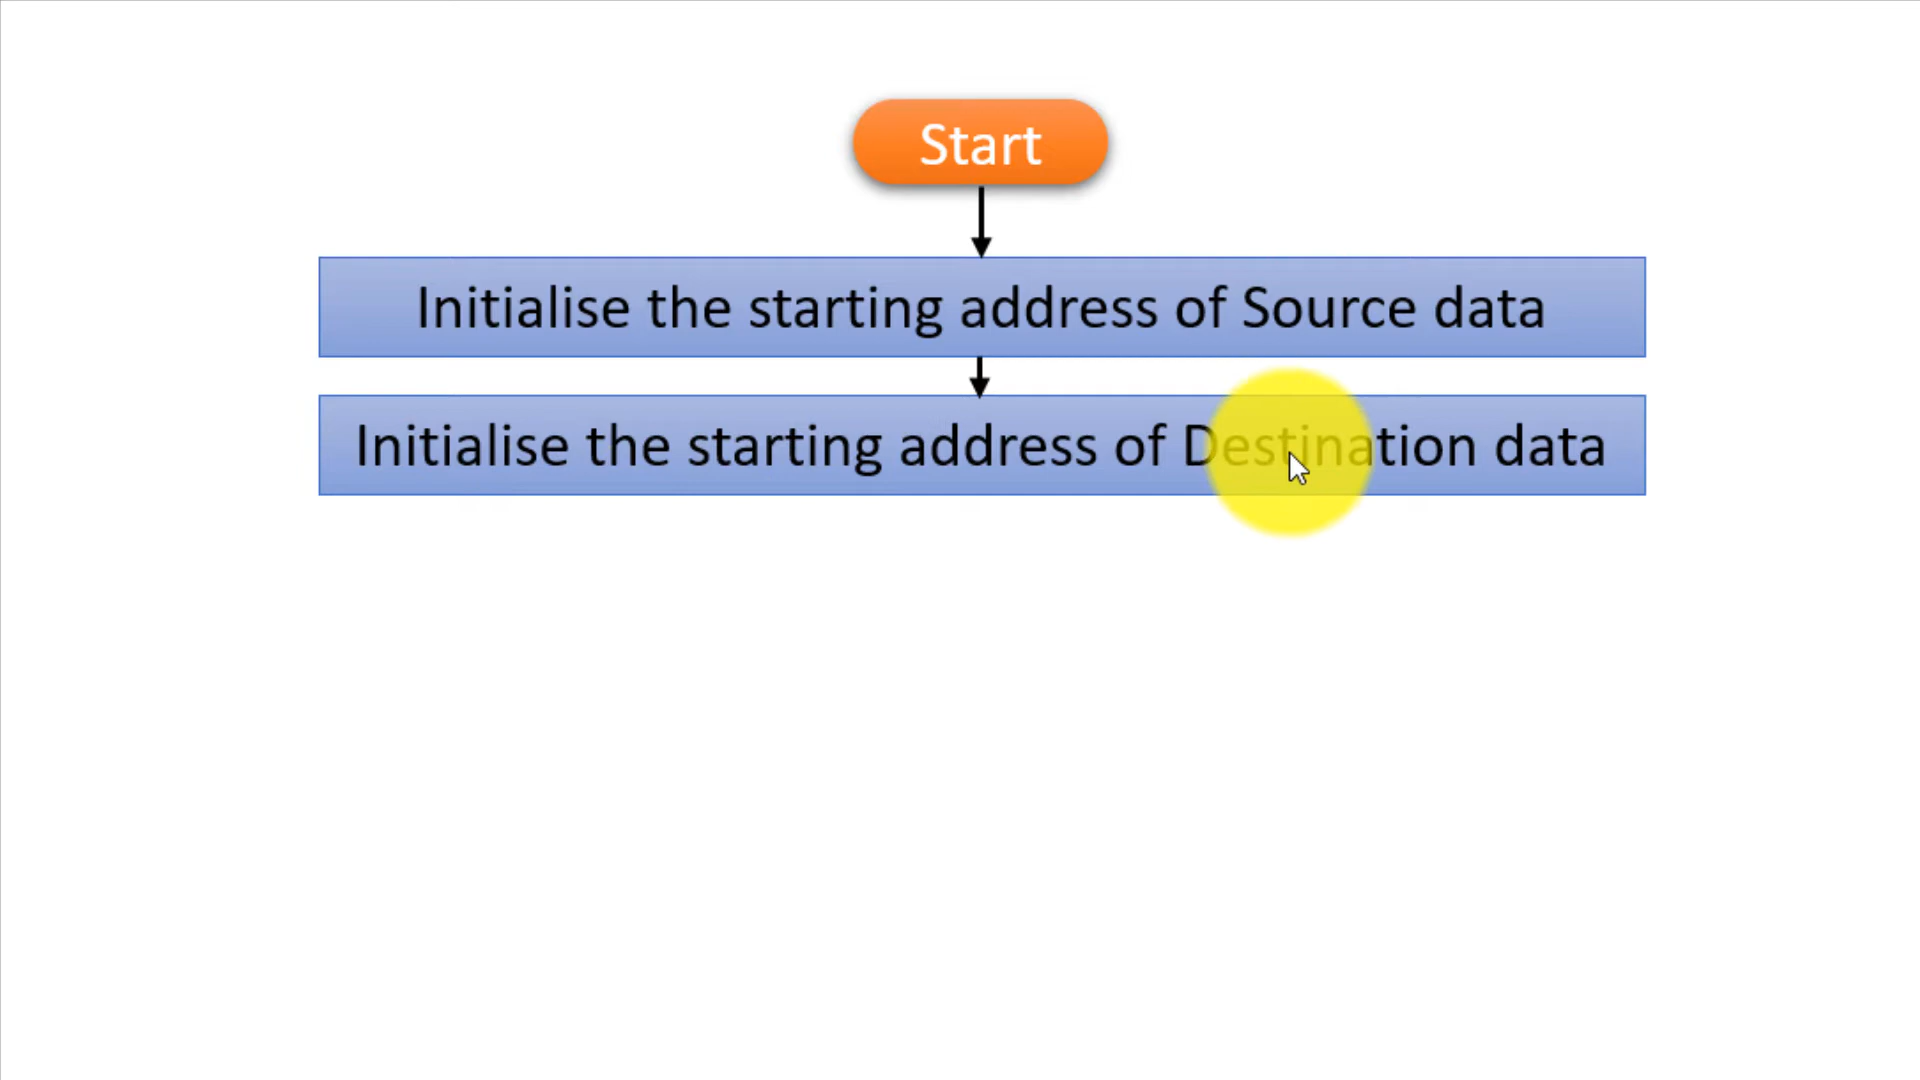 Start
Initialise the starting address of Source data
Initialise the starting address of Destination data